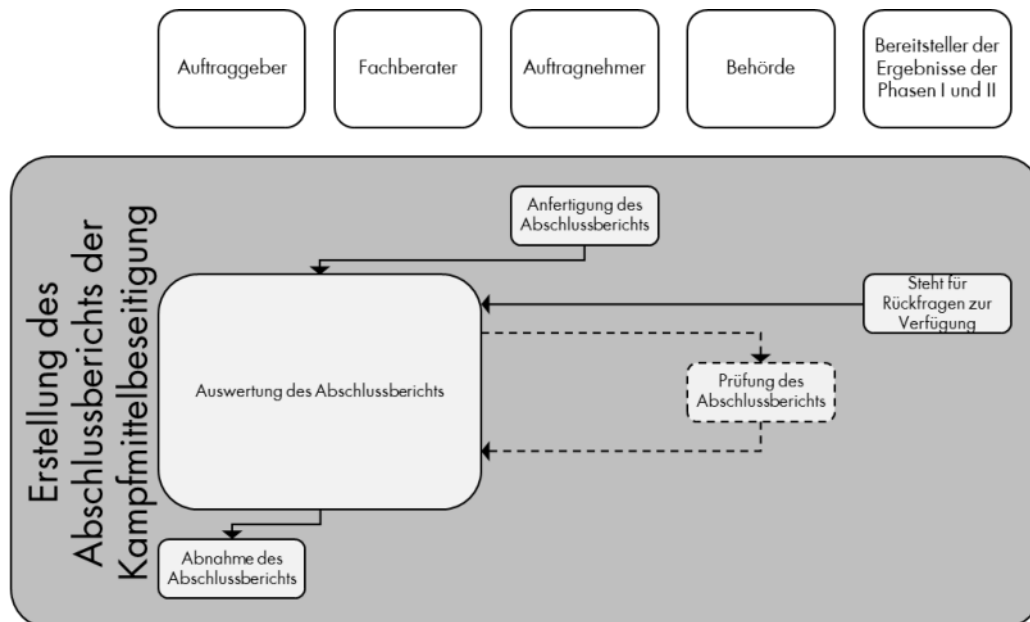 Auftraggeber
Fachberater
Auftragnehmer
Behörde
Bereitsteller der
Ergebnisse der
Phasen I und II
Erstellung des
Abschlussberichts der
Kampfmittelbeseitigung
Anfertigung des
Abschlussberichts
Steht für
Rückfragen zur
Verfügung
Auswertung des Abschlussberichts
Prüfung des
Abschlussberichts
Abnahme des
Abschlussberichts